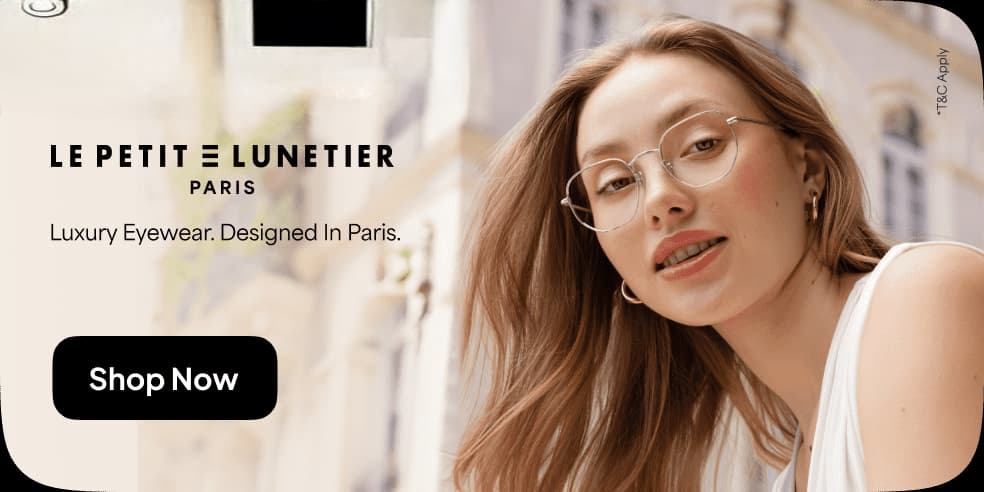 LE PETIT LUNETIER
PARIS
Luxury Eyewear. Designed In Paris.
Shop Now
*T&C Apply